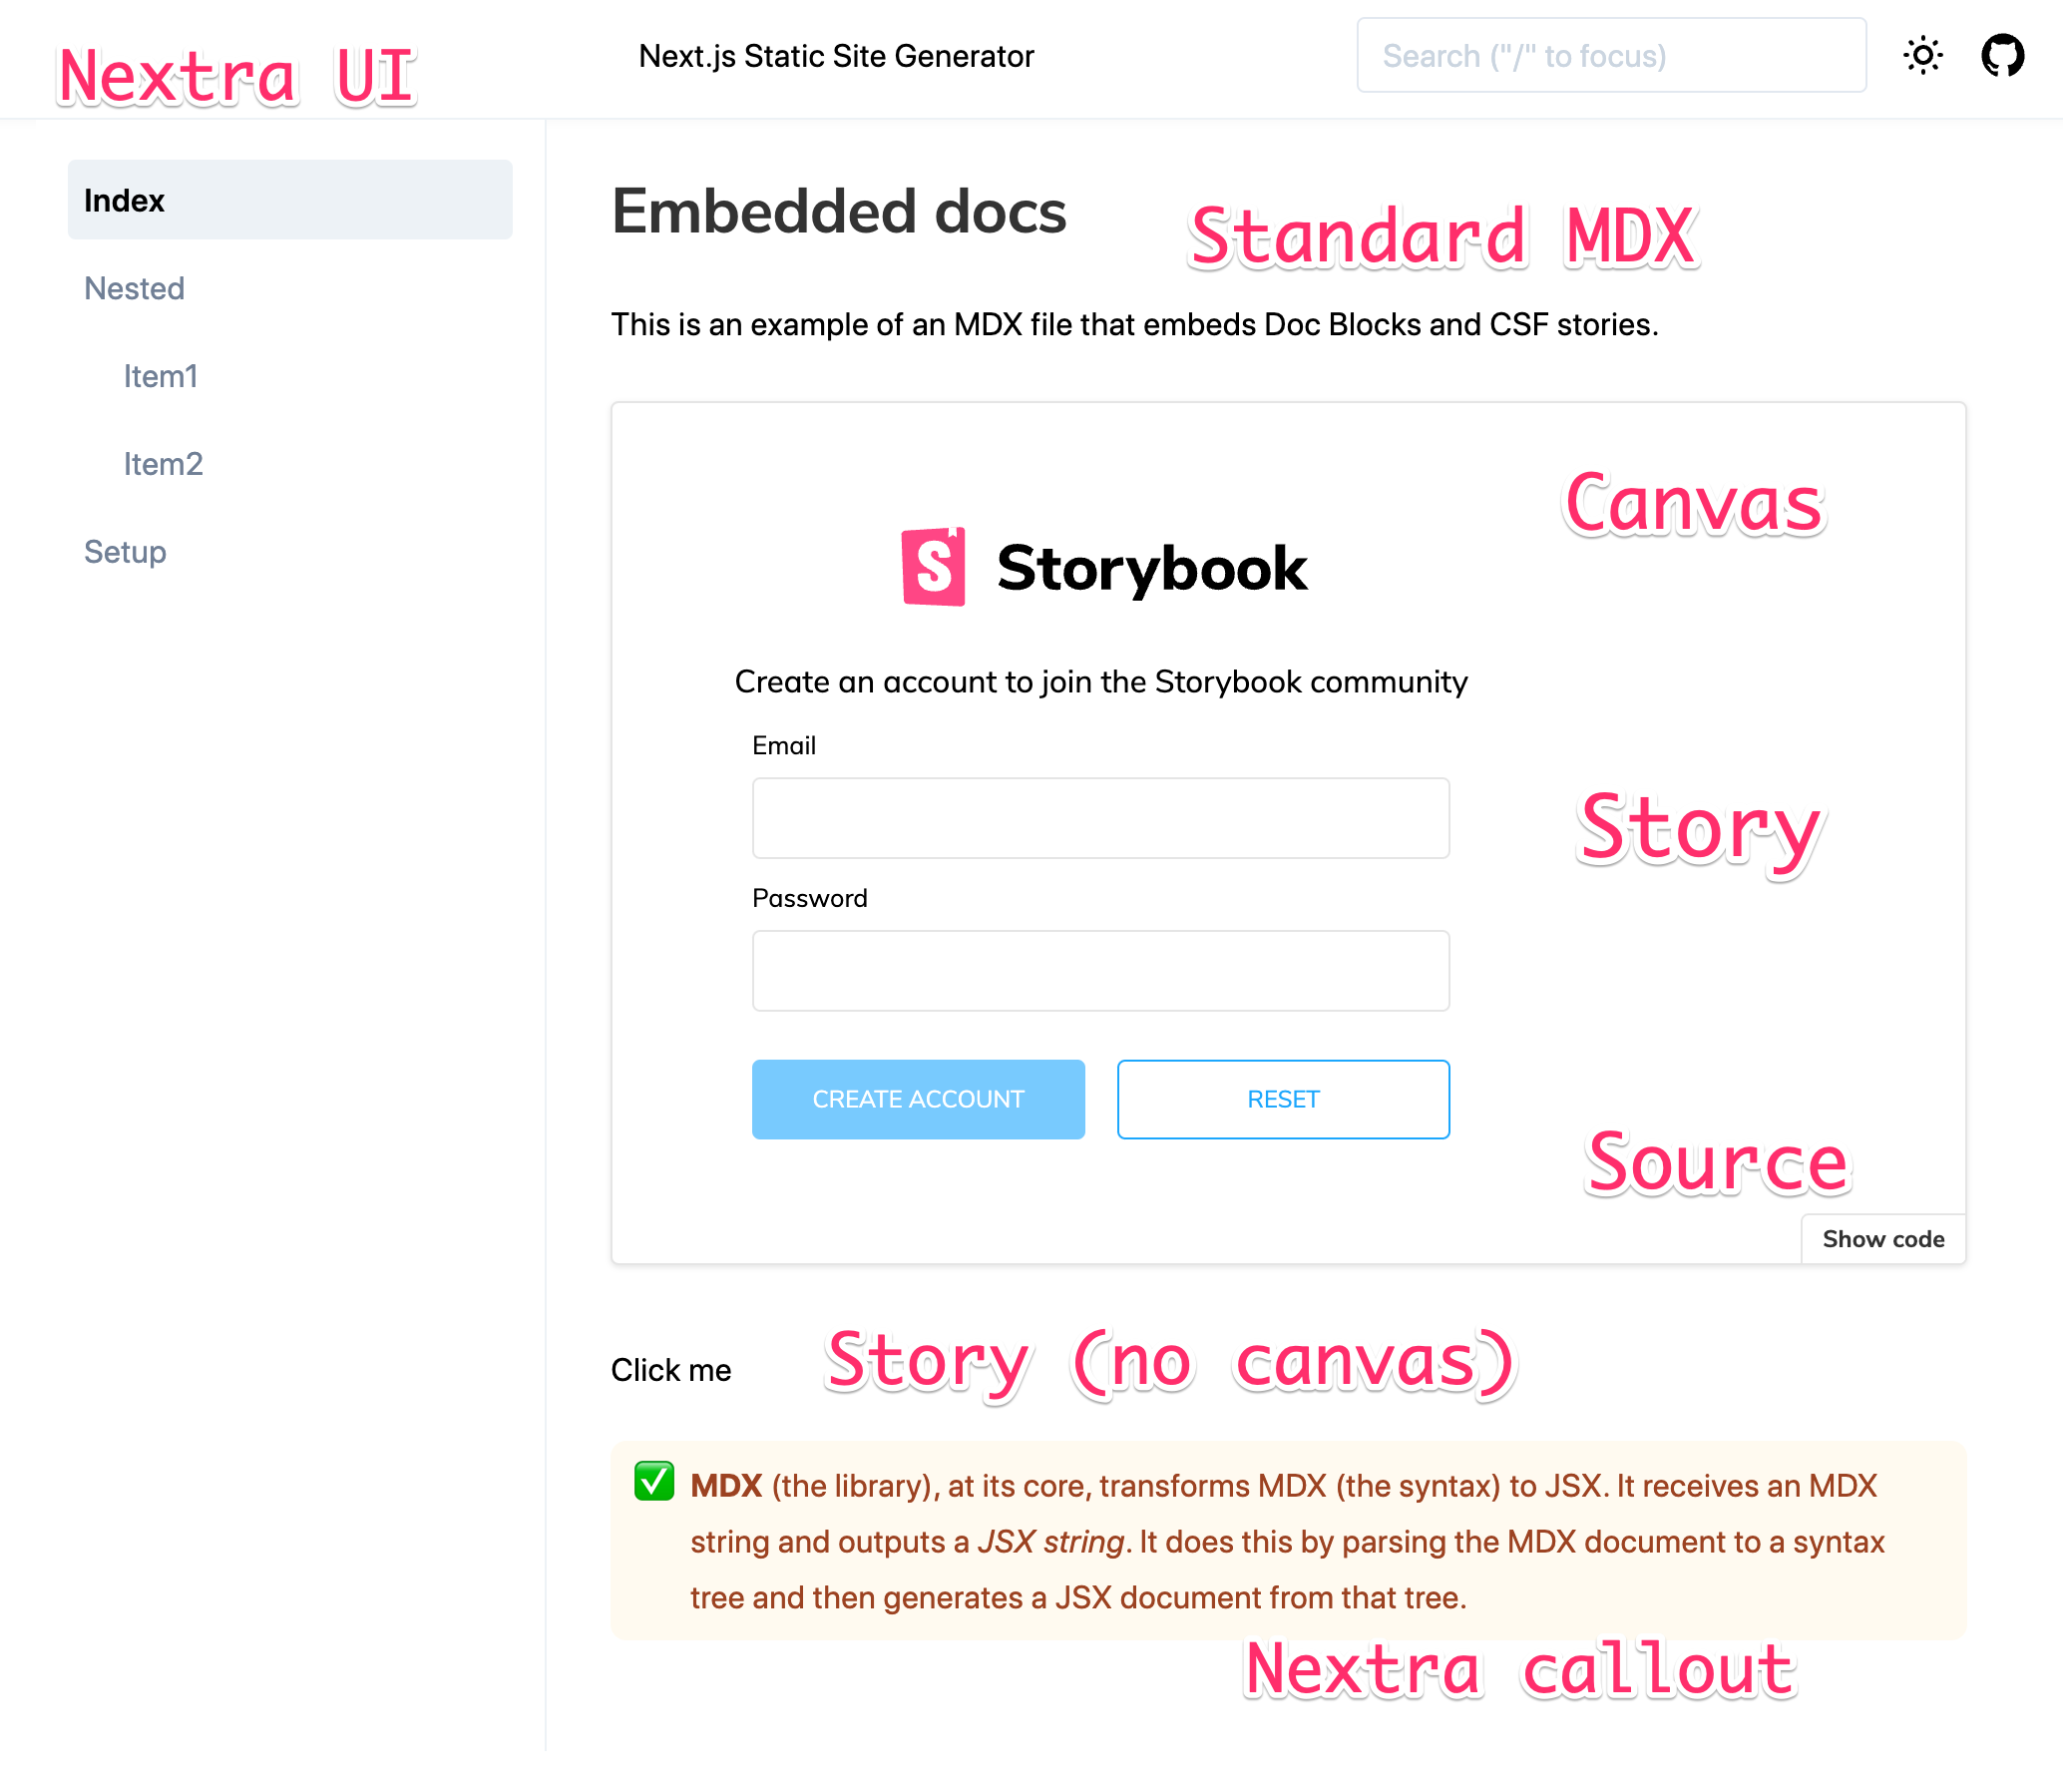 Nextra UI
Next.js Static Site Generator
Search ("/" to focus)
Index
Nested
Item1
Item2
Setup
Embedded docs
Standard MDX
This is an example of an MDX file that embeds Doc Blocks and CSF stories.
Canvas
S Storybook
Create an account to join the Storybook community
Email
Story
Password
CREATE ACCOUNT
RESET
Source
Show code
Click me
Story (no canvas)
MDX (the library), at its core, transforms MDX (the syntax) to JSX. It receives an MDX
string and outputs a JSX string. It does this by parsing the MDX document to a syntax
tree and then generates a JSX document from that tree.
Nextra callout